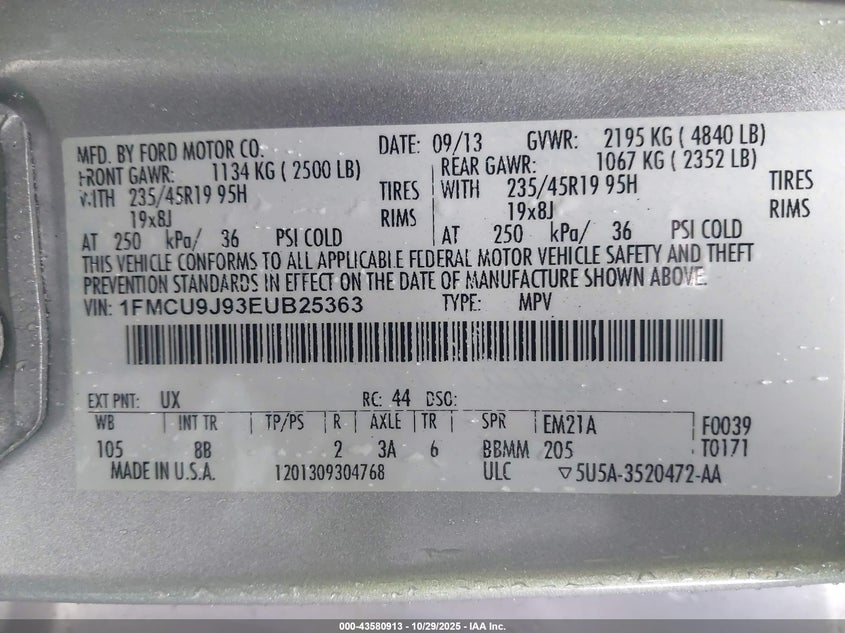 MFD. BY FORD MOTOR CO. DATE: 09/13 GVWR: 2195 KG ( 4840 LB)
FRONT GAWR: 1134 KG ( 2500 LB) REAR GAWR: 1067 KG ( 2352 LB)
WITH 235/45R19 95H TIRES WITH 235/45R19 95H TIRES
19x8J RIMS 19x8J RIMS
AT 250 kPa/ 36 PSI COLD AT 250 kPa/ 36 PSI COLD
THIS VEHICLE CONFORMS TO ALL APPLICABLE FEDERAL MOTOR VEHICLE SAFETY AND THEFT
PREVENTION STANDARDS IN EFFECT ON THE DATE OF MANUFACTURE SHOWN ABOVE.
VIN: 1FMCU9J93EUB25363 TYPE: MPV
EXT PNT: UX RC: 44 DSO:
WB INT TR TP/PS R AXLE TR SPR EM21A F0039
105 8B 2 3A 6 BBMM 205 T0171
MADE IN U.S.A. 1201309304768 ULC ▽5U5A-3520472-AA
000-43580913 - 10/29/2025 - IAA Inc.